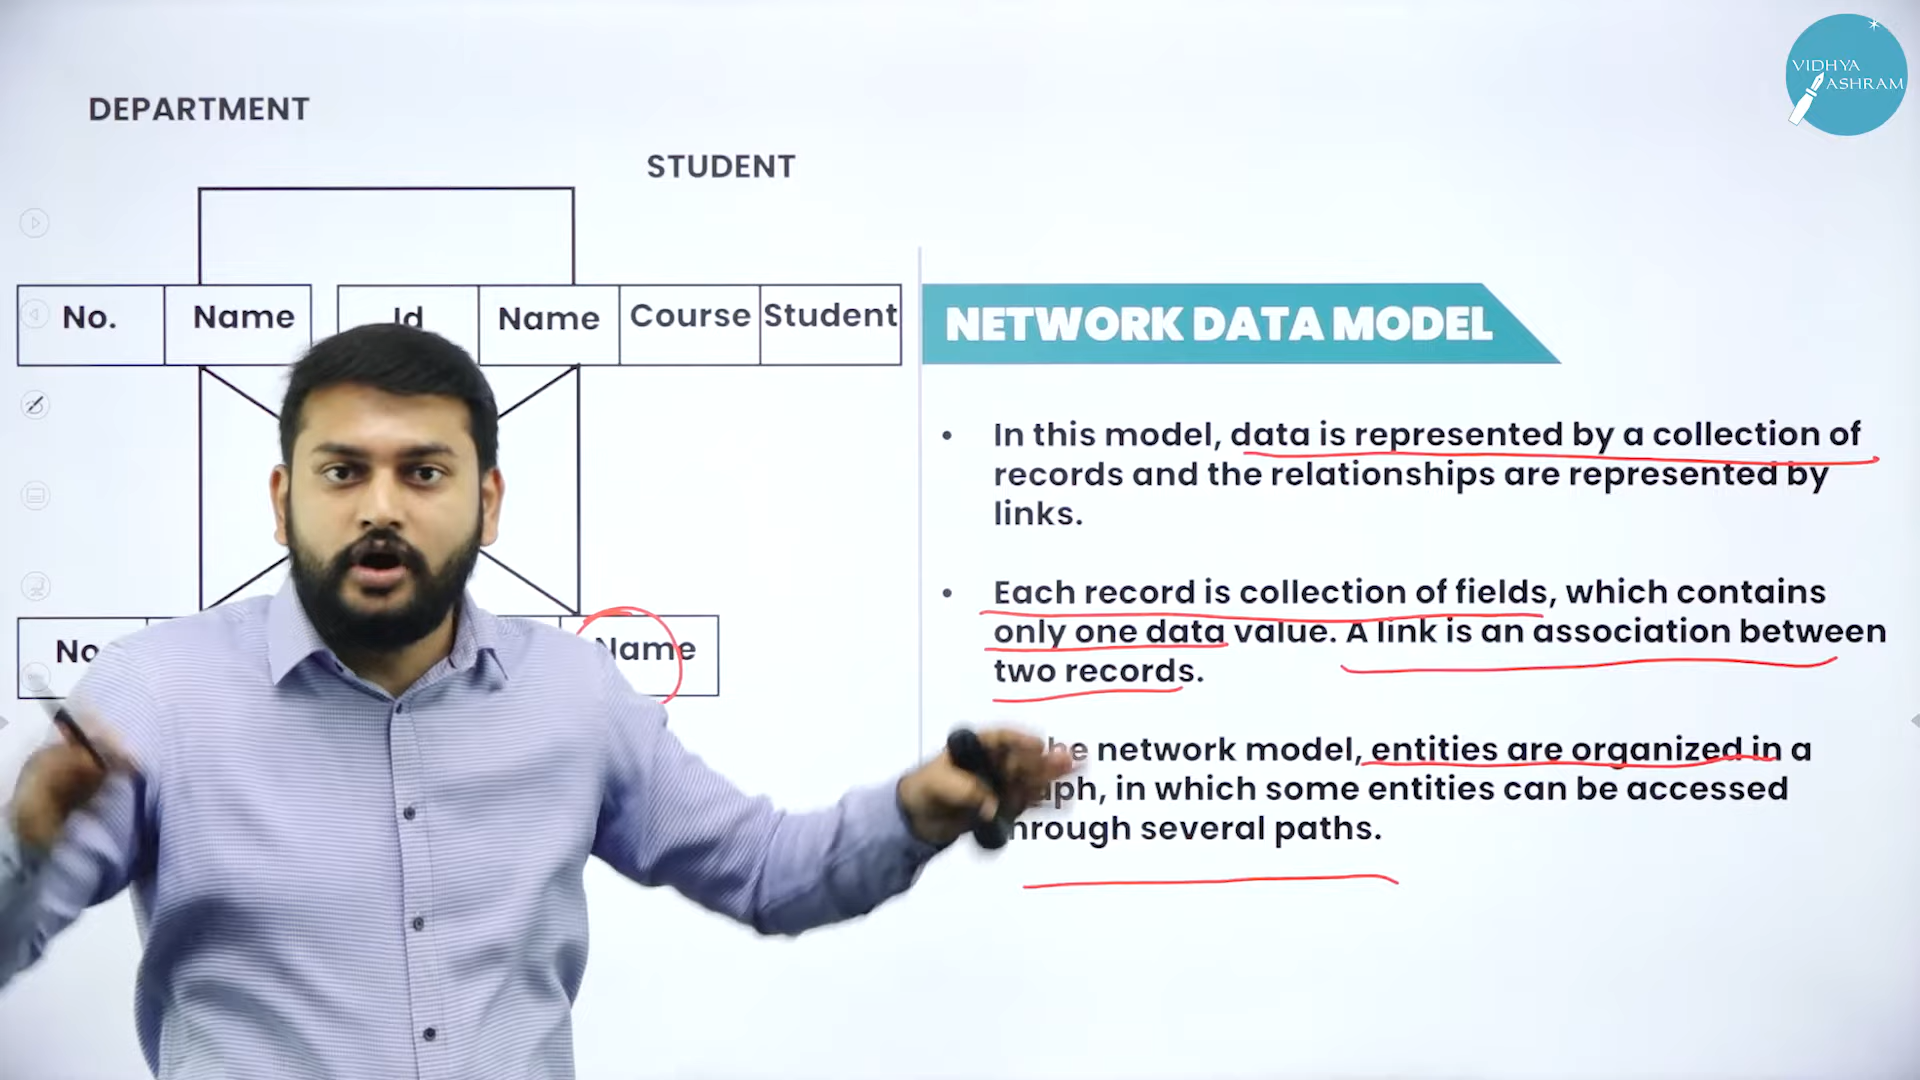 VIDHYA
ASHRAM
DEPARTMENT
STUDENT
No. Name Id Name Course Student
NETWORK DATA MODEL
• In this model, data is represented by a collection of
records and the relationships are represented by
links.
• Each record is collection of fields, which contains
only one data value. A link is an association between
two records.
network model, entities are organized in a
in which some entities can be accessed
through several paths.
Name